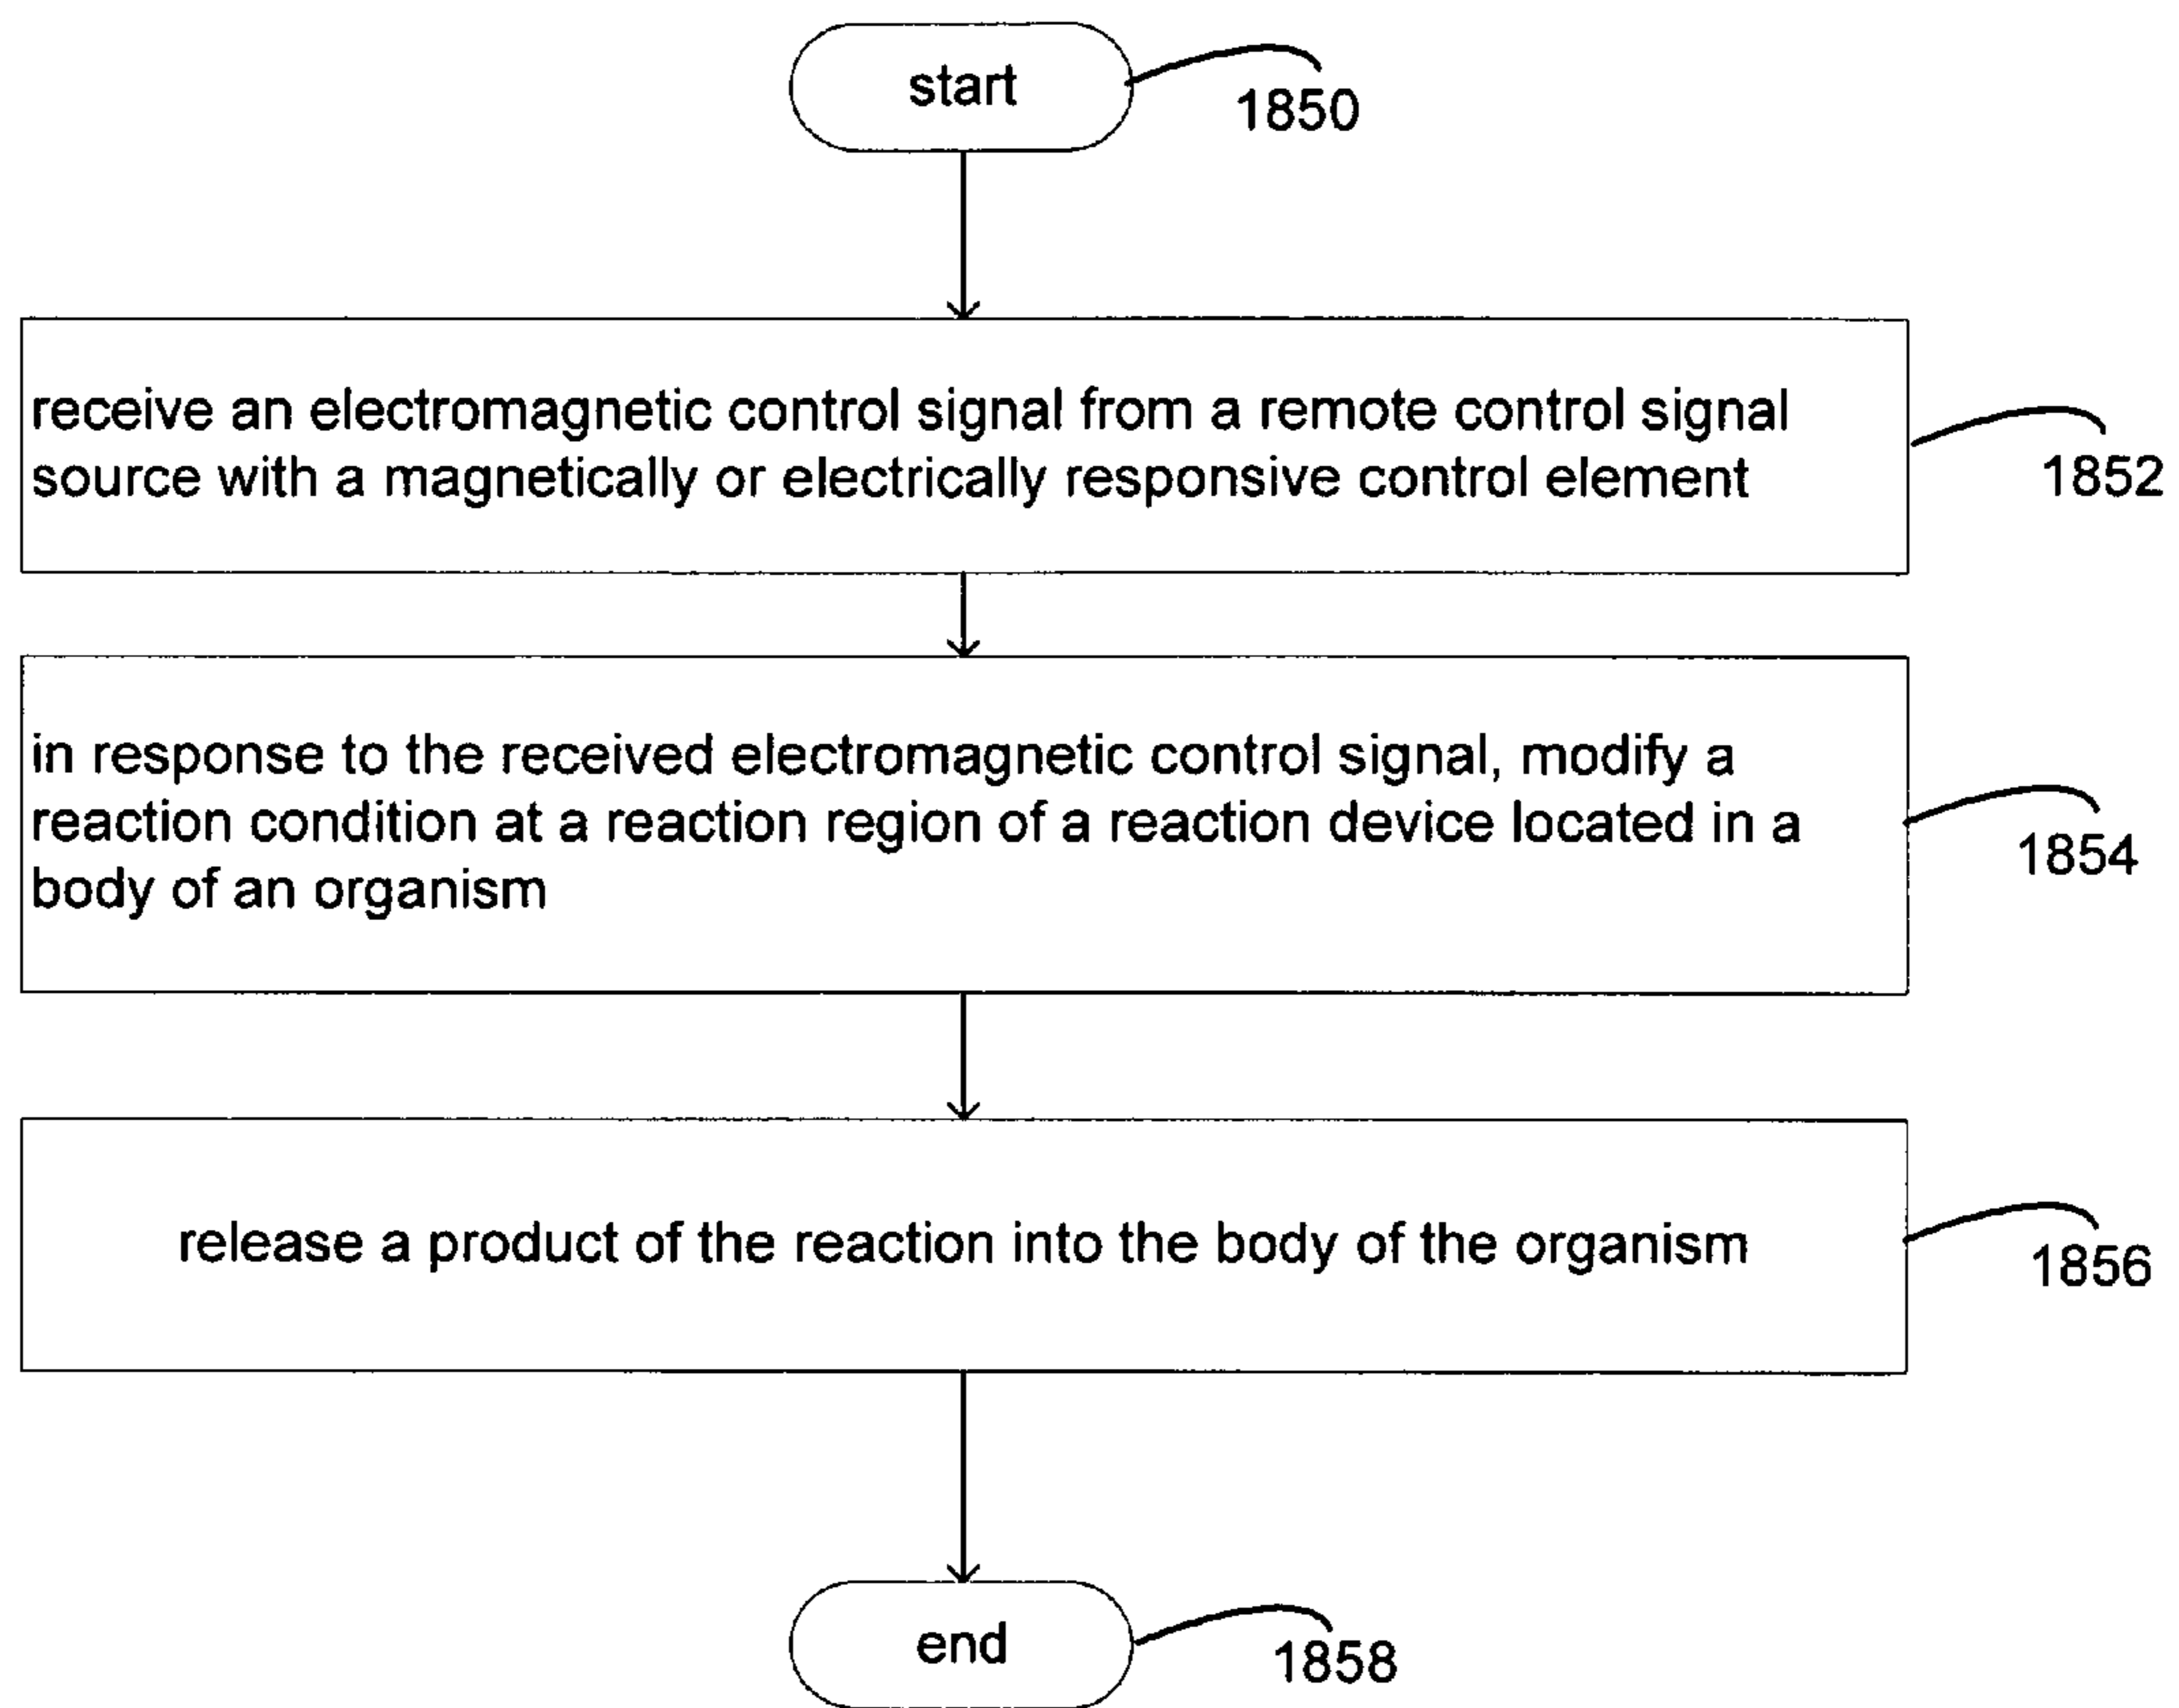 start
1850
receive an electromagnetic control signal from a remote control signal
source with a magnetically or electrically responsive control element
1852
in response to the received electromagnetic control signal, modify a
reaction condition at a reaction region of a reaction device located in a
body of an organism
1854
release a product of the reaction into the body of the organism
1856
end
1858